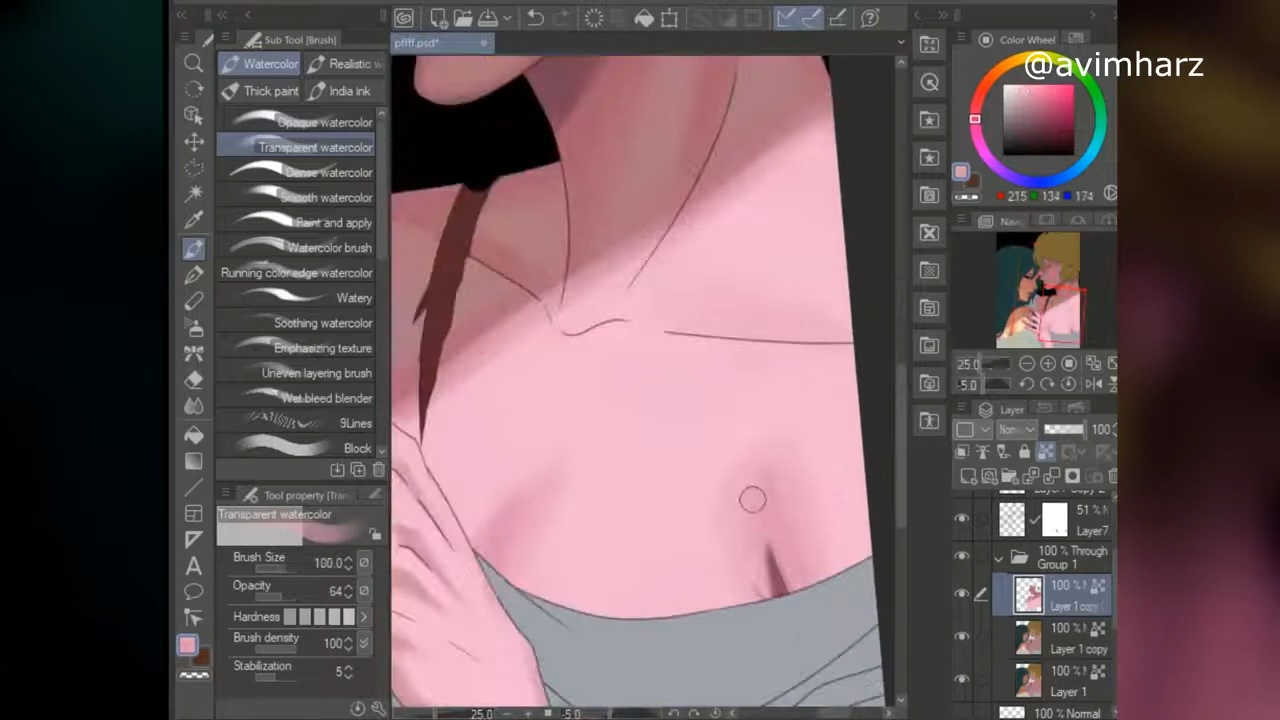 @avimharz
Sub Tool [Brush]
pffff.psd*
Color Wheel
Watercolor
Realistic w
Thick paint
India ink
Opaque watercolor
Transparent watercolor
Dense watercolor
Smooth watercolor
Paint and apply
Watercolor brush
Running color edge watercolor
Watery
Soothing watercolor
Emphasizing texture
Uneven layering brush
Wet bleed blender
9Lines
Block
Tool property [Tran
Transparent watercolor
Brush Size 100.0
Opacity 64
Hardness
Brush density 100
Stabilization 5
25.0
-5.0
215 134 174
Nav
25.0
-5.0
Layer
100
51 %
Layer7
100 % Through
Group 1
100 %
Layer 1 copy
100 %
Layer 1 copy
100 %
Layer 1
100 % Normal